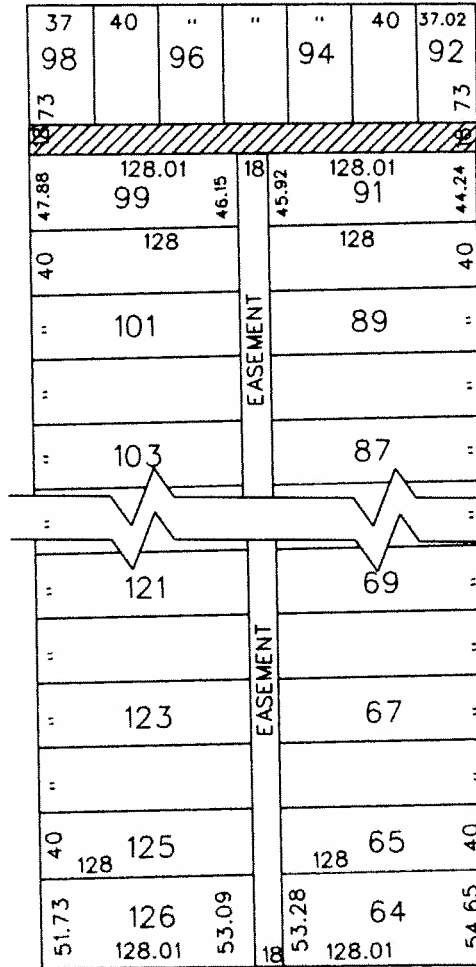 37 40 " " " 40 37.02
98 96 94 92
73 73
18 18
128.01 18 128.01
47.88 99 46.15 45.92 91 44.24
128 128
40 40
" 101 89 "
EASEMENT
" "
" 103 87 "
" "
" 121 69 "
" "
EASEMENT
" 123 67 "
" "
40 125 65 40
128 128
51.73 126 53.09 53.28 64 54.65
128.01 18 128.01